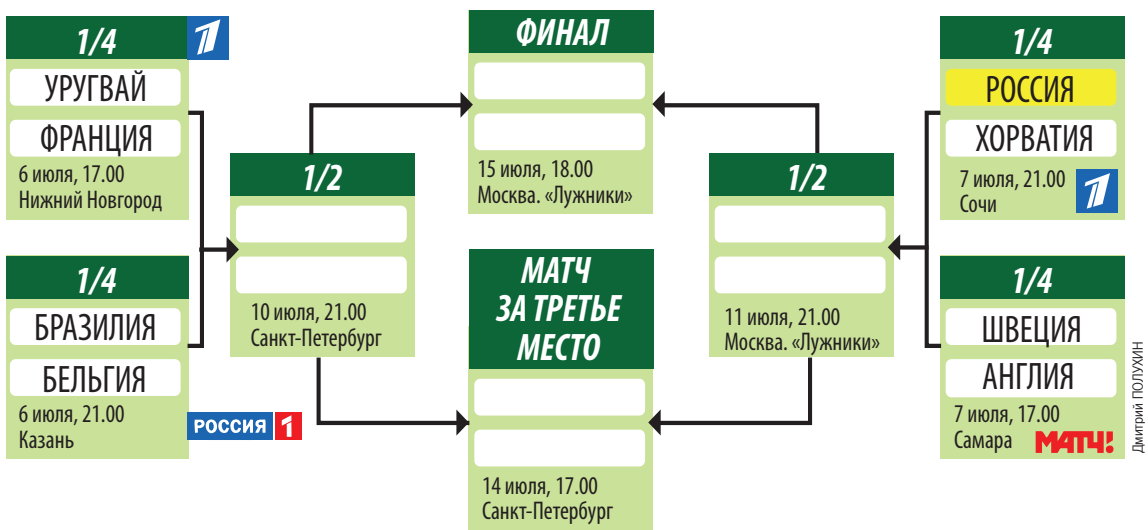 1/4
1
УРУГВАЙ
ФРАНЦИЯ
6 июля, 17.00
Нижний Новгород
1/4
БРАЗИЛИЯ
БЕЛЬГИЯ
6 июля, 21.00
Казань
РОССИЯ 1
1/2
10 июля, 21.00
Санкт-Петербург
ФИНАЛ
15 июля, 18.00
Москва. «Лужники»
МАТЧ
ЗА ТРЕТЬЕ
МЕСТО
14 июля, 17.00
Санкт-Петербург
1/2
11 июля, 21.00
Москва. «Лужники»
1/4
РОССИЯ
ХОРВАТИЯ
7 июля, 21.00
Сочи
1
1/4
ШВЕЦИЯ
АНГЛИЯ
7 июля, 17.00
Самара
МАТЧ!
Дмитрий ПОЛУХИН